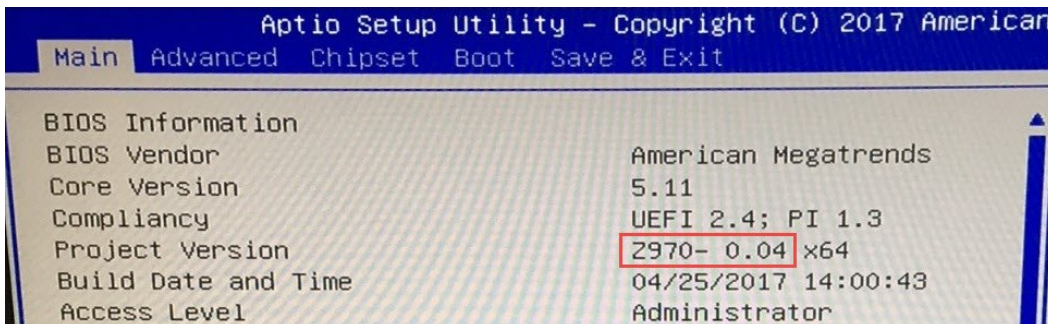 Aptio Setup Utility – Copyright (C) 2017 American
Main Advanced Chipset Boot Save & Exit
BIOS Information
BIOS Vendor American Megatrends
Core Version 5.11
Compliancy UEFI 2.4; PI 1.3
Project Version Z970- 0.04 x64
Build Date and Time 04/25/2017 14:00:43
Access Level Administrator